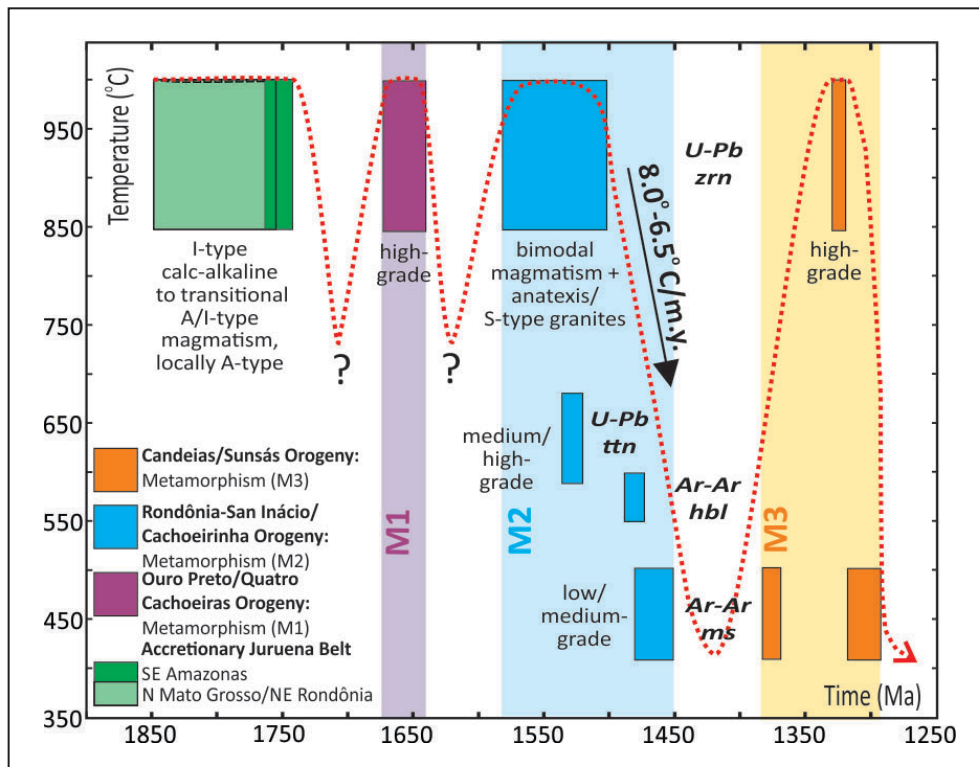 Temperature (°C)
950
850
750
650
550
450
350
1850
1750
1650
1550
1450
1350
1250
Time (Ma)
I-type
calc-alkaline
to transitional
A/I-type
magmatism,
locally A-type
?
high-
grade
?
bimodal
magmatism +
anatexis/
S-type granites
8.0°-6.5°C/m.y.
U-Pb
zrn
high-
grade
medium/
high-
grade
U-Pb
ttn
Ar-Ar
hbl
low/
medium-
grade
Ar-Ar
ms
M1
M2
M3
Candeias/Sunsás Orogeny:
Metamorphism (M3)
Rondônia-San Inácio/
Cachoeirinha Orogeny:
Metamorphism (M2)
Ouro Preto/Quatro
Cachoeiras Orogeny:
Metamorphism (M1)
Accretionary Juruena Belt
SE Amazonas
N Mato Grosso/NE Rondônia